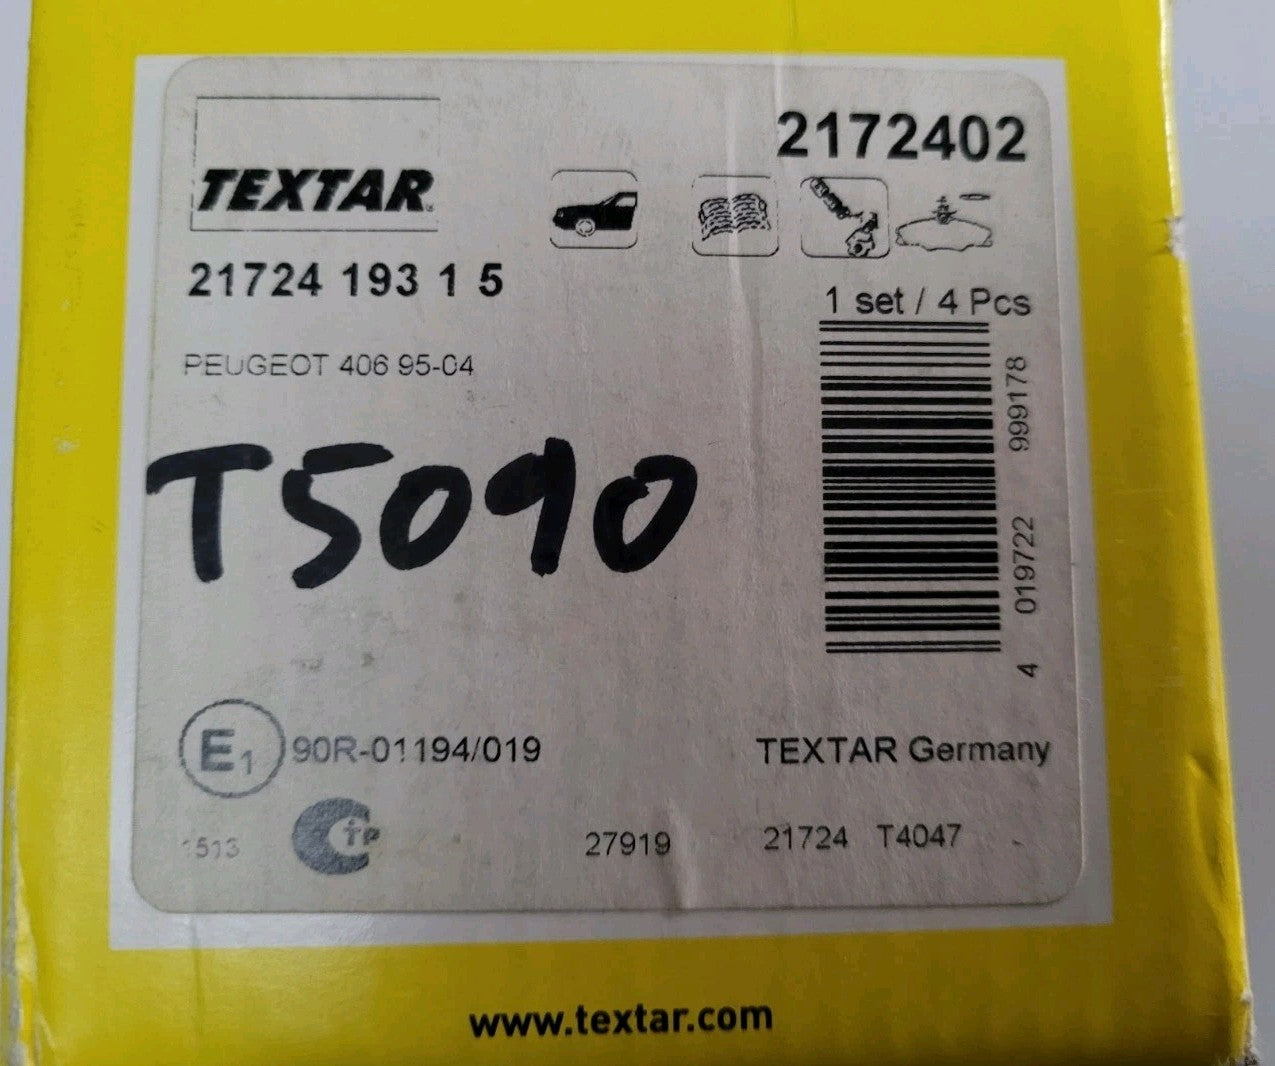 2172402
TEXTAR
21724 193 1 5
1 set / 4 Pcs
PEUGEOT 406 95-04
T5090
4 019722 999178
E1 90R-01194/019
TEXTAR Germany
1513
27919
21724 T4047
www.textar.com